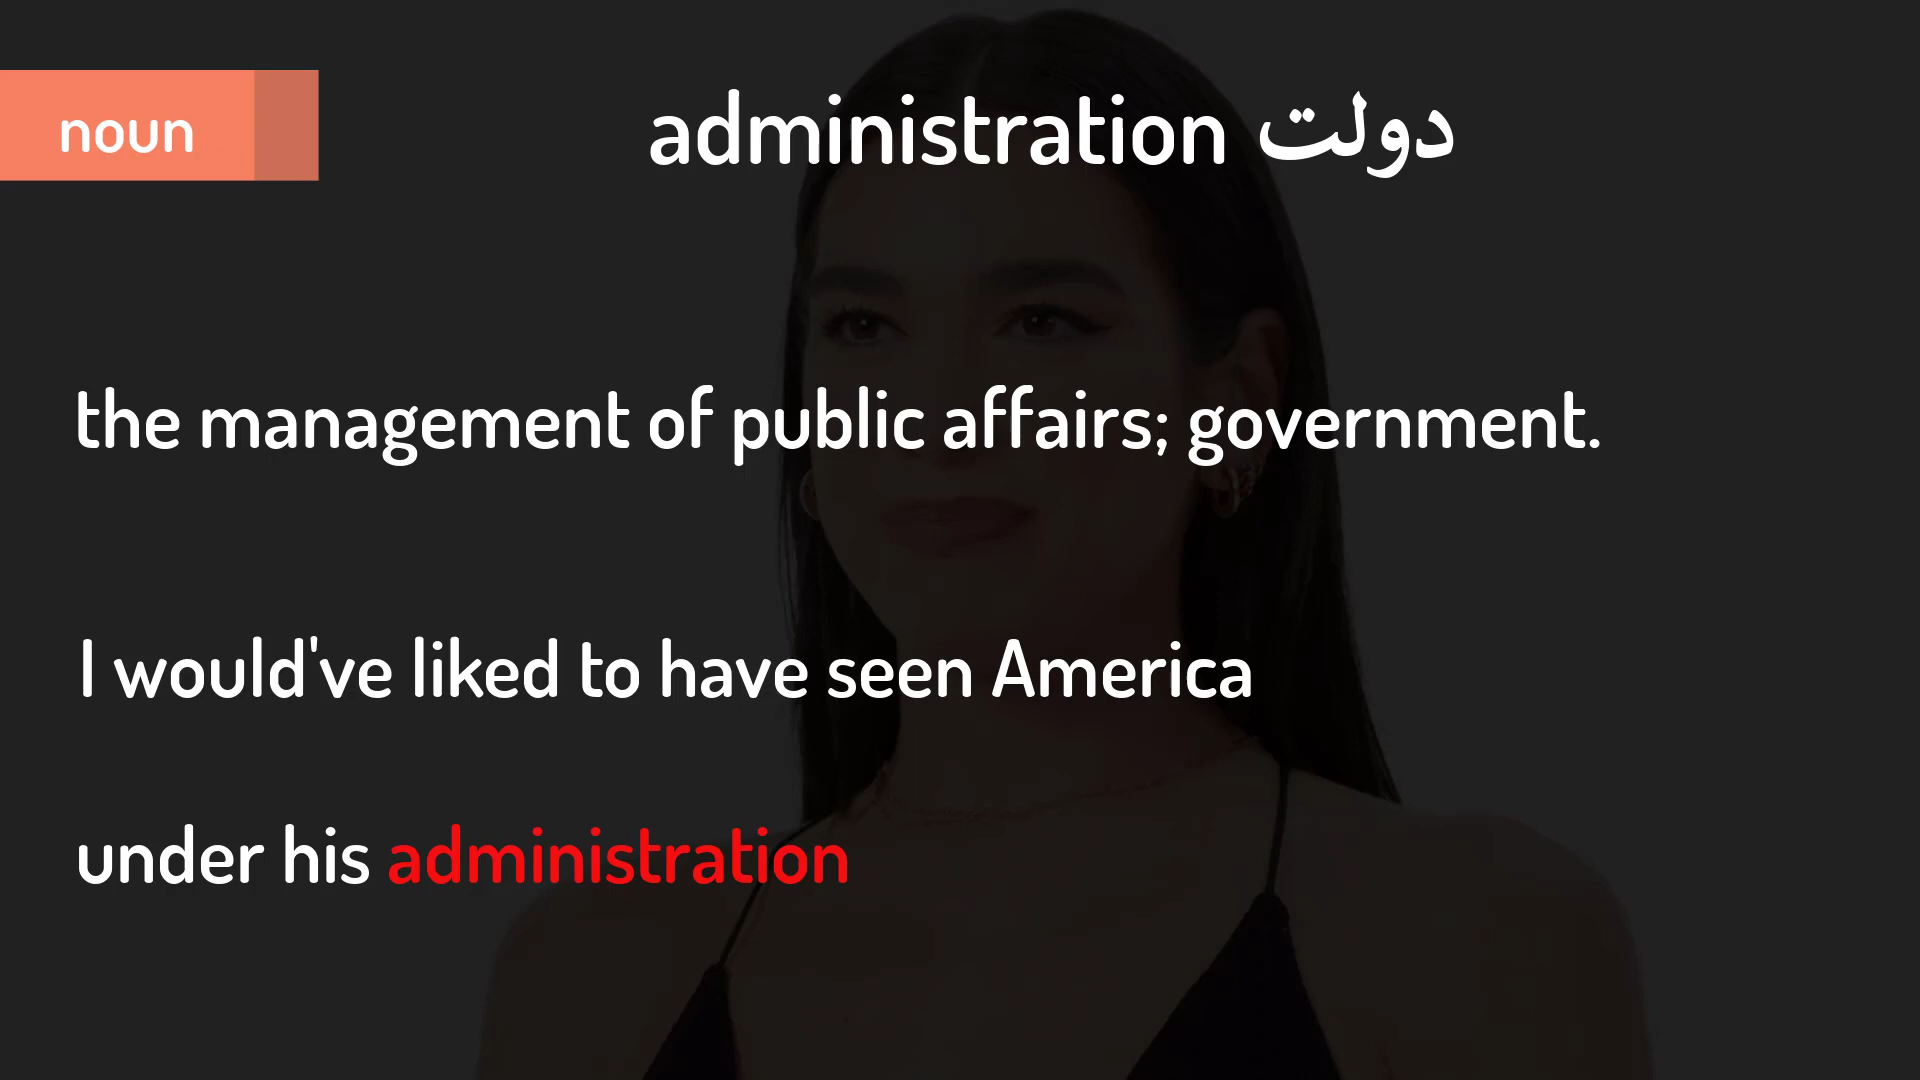 noun
administration دولت
the management of public affairs; government.
I would've liked to have seen America
under his administration